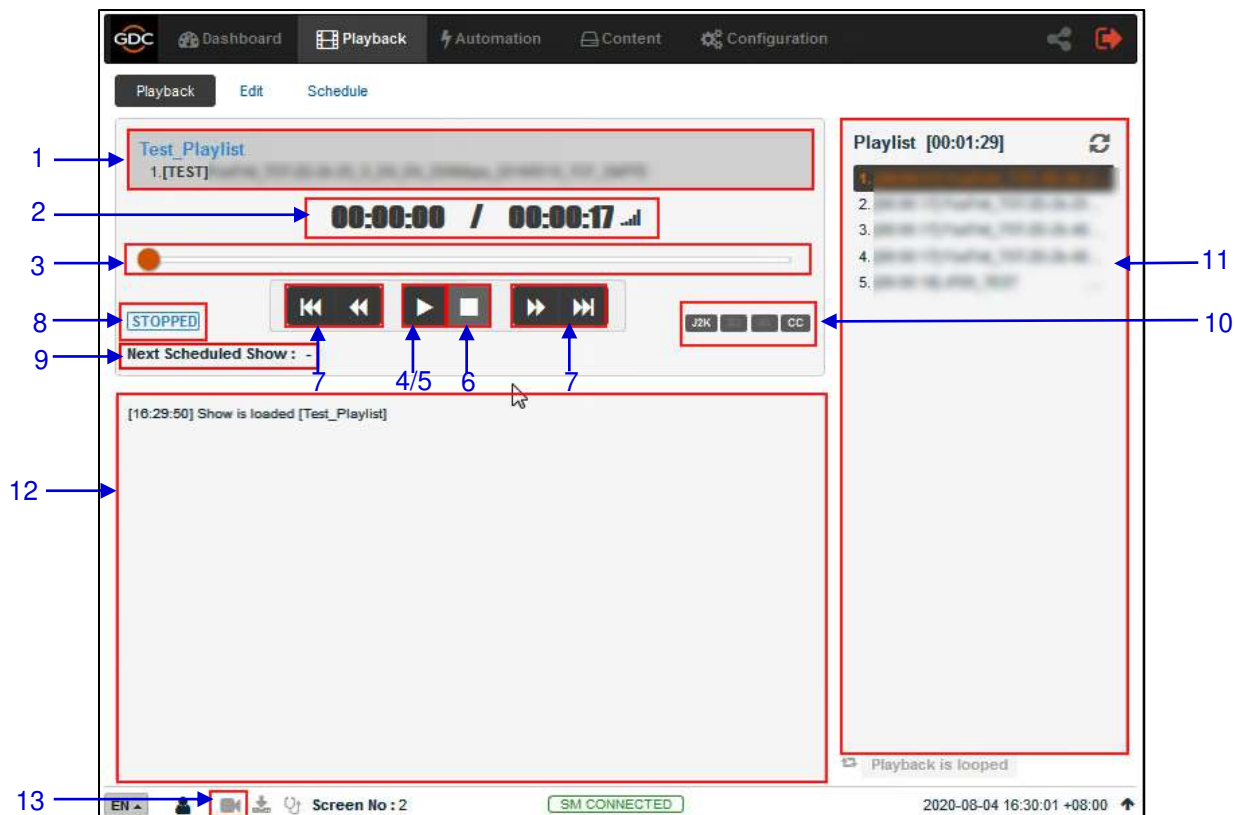 GDC Dashboard Playback Automation Content Configuration
Playback Edit Schedule
1
Test_Playlist
1.[TEST]
2
00:00:00 / 00:00:17
3
8
STOPPED
J2K CC
10
9
Next Scheduled Show : -
7 4/5 6 7
Playlist [00:01:29]
1.
2.
3.
4.
5.
11
12
[16:29:50] Show is loaded [Test_Playlist]
Playback is looped
13
EN Screen No : 2 SM CONNECTED 2020-08-04 16:30:01 +08:00